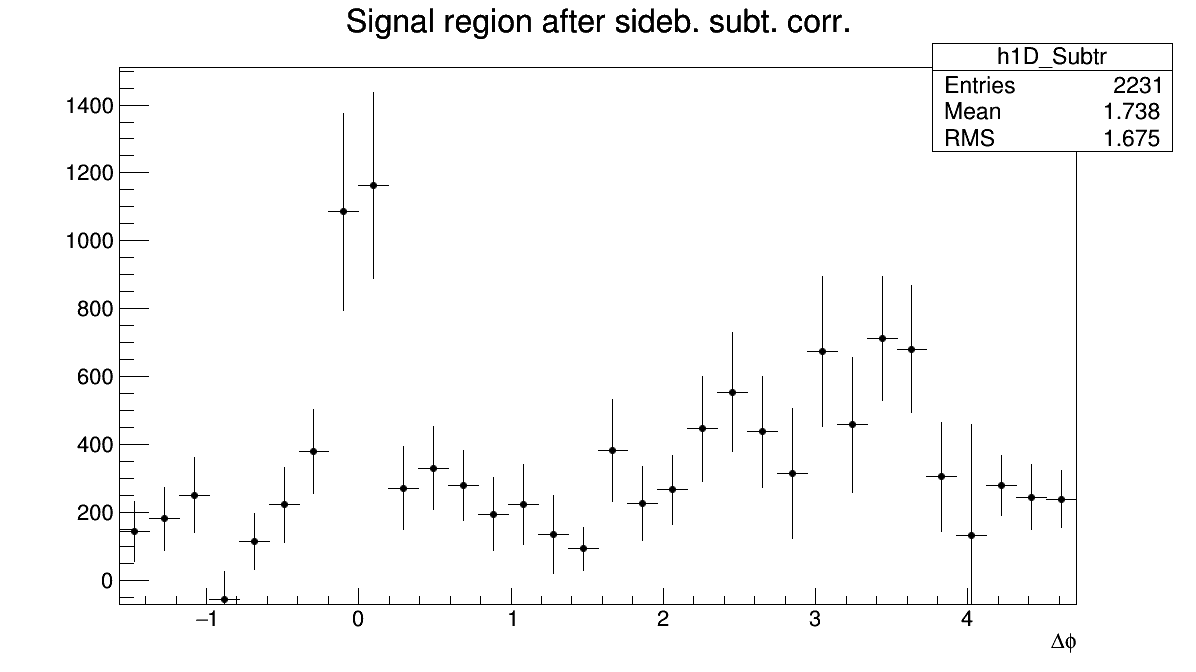 Signal region after sideb. subt. corr.
h1D_Subtr
Entries 2231
Mean 1.738
RMS 1.675
1400
1200
1000
800
600
400
200
0
−1 0 1 2 3 4
Δϕ